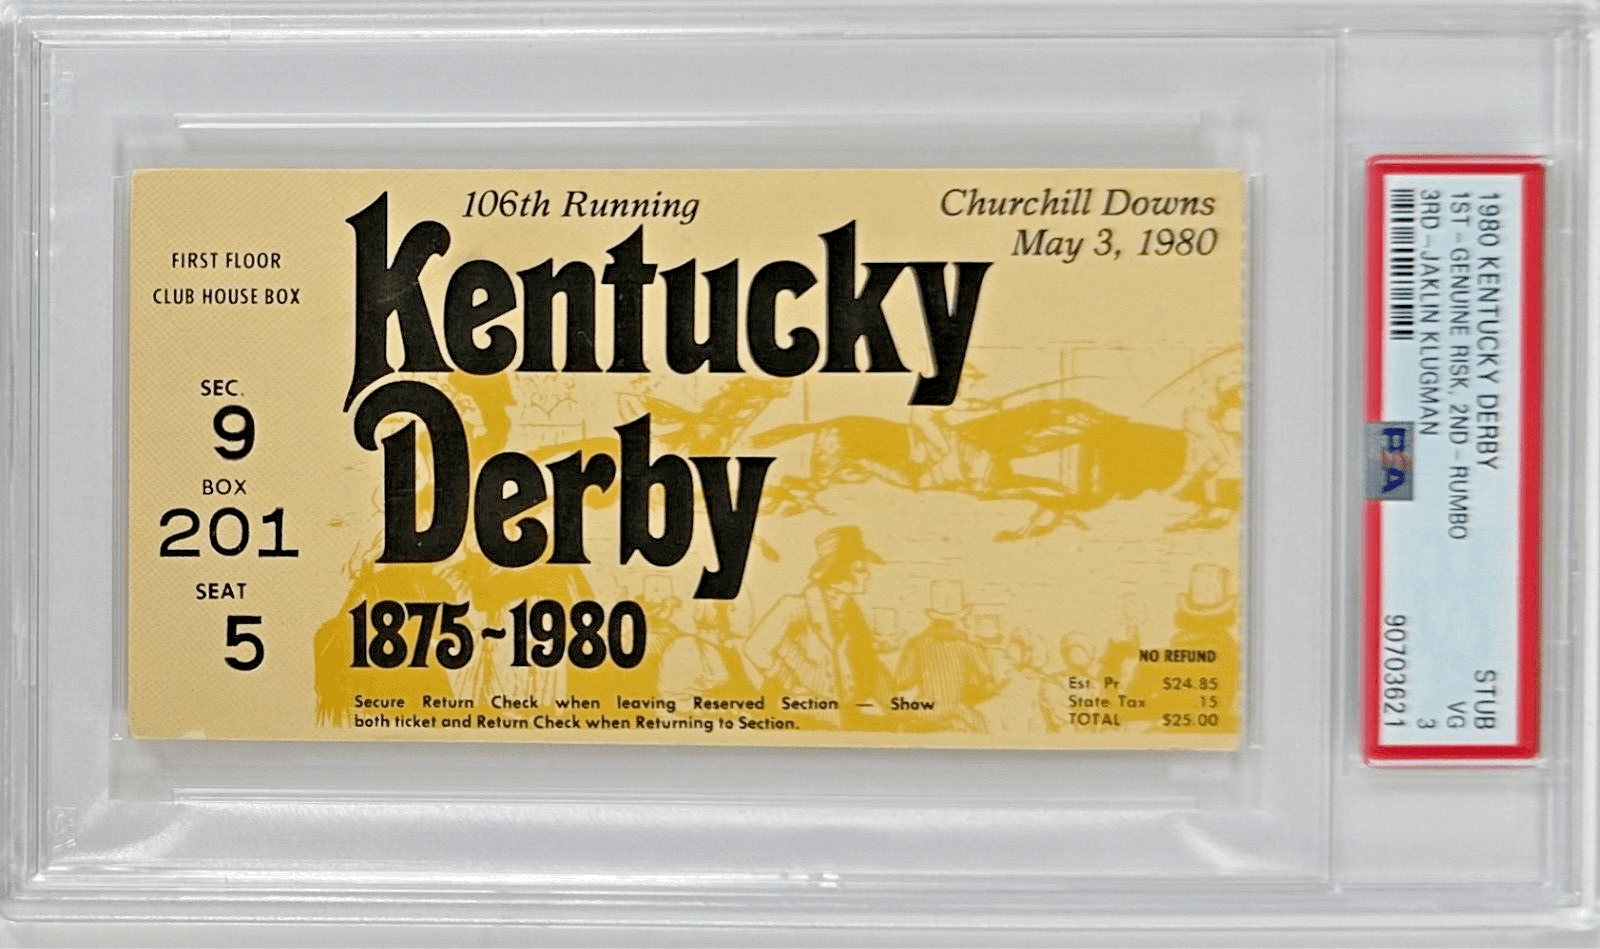 FIRST FLOOR
CLUB HOUSE BOX
SEC.
9
BOX
201
SEAT
5
106th Running
Churchill Downs
May 3, 1980
Kentucky
Derby
1875~1980
Secure Return Check when leaving Reserved Section — Show
both ticket and Return Check when Returning to Section.
NO REFUND
Est. Pr. $24.85
State Tax .15
TOTAL $25.00
1980 KENTUCKY DERBY STUB
1ST-GENUINE RISK, 2ND-RUMBO VG
3RD-JAKLIN KLUGMAN 3
90703621
PSA